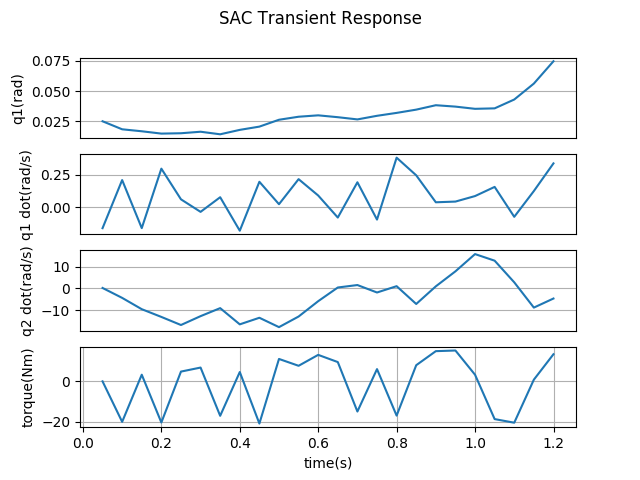 SAC Transient Response
q1(rad)
0.075
0.050
0.025
q1 dot(rad/s)
0.25
0.00
q2 dot(rad/s)
10
0
−10
torque(Nm)
0
−20
0.0 0.2 0.4 0.6 0.8 1.0 1.2
time(s)